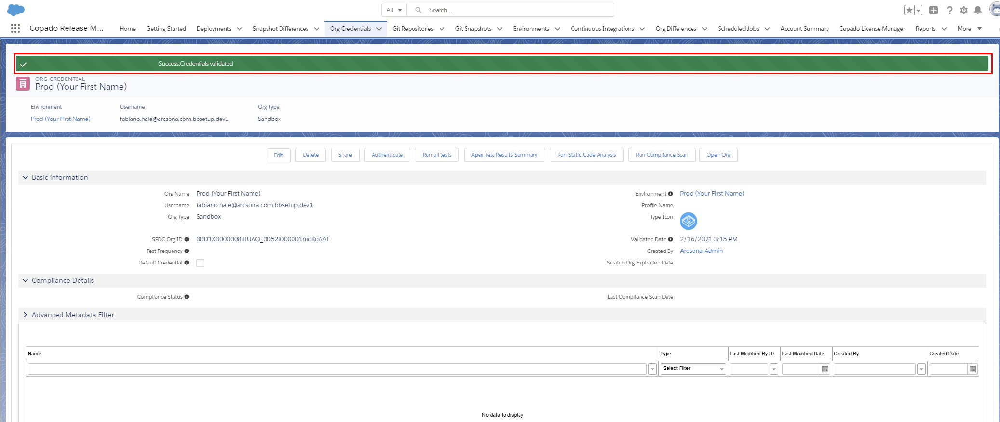 All
Search...
Copado Release M...
Home
Getting Started
Deployments
Snapshot Differences
Org Credentials
Git Repositories
Git Snapshots
Environments
Continuous Integrations
Org Differences
Scheduled Jobs
Account Summary
Copado License Manager
Reports
More
Success:Credentials validated
ORG CREDENTIAL
Prod-(Your First Name)
Environment
Username
Org Type
Prod-(Your First Name)
fabiano.hale@arcsona.com.bbsetup.dev1
Sandbox
Edit
Delete
Share
Authenticate
Run all tests
Apex Test Results Summary
Run Static Code Analysis
Run Compliance Scan
Open Org
Basic information
Org Name Prod-(Your First Name)
Environment Prod-(Your First Name)
Username fabiano.hale@arcsona.com.bbsetup.dev1
Profile Name
Org Type Sandbox
Type Icon
SFDC Org ID 00D1X0000008ilIUAQ_0052f000001mcKoAAI
Validated Date 2/16/2021 3:15 PM
Test Frequency
Created By Arcsona Admin
Default Credential
Scratch Org Expiration Date
Compliance Details
Compliance Status
Last Compliance Scan Date
Advanced Metadata Filter
Name
Type
Last Modified By ID
Last Modified Date
Created By
Created Date
Select Filter
No data to display